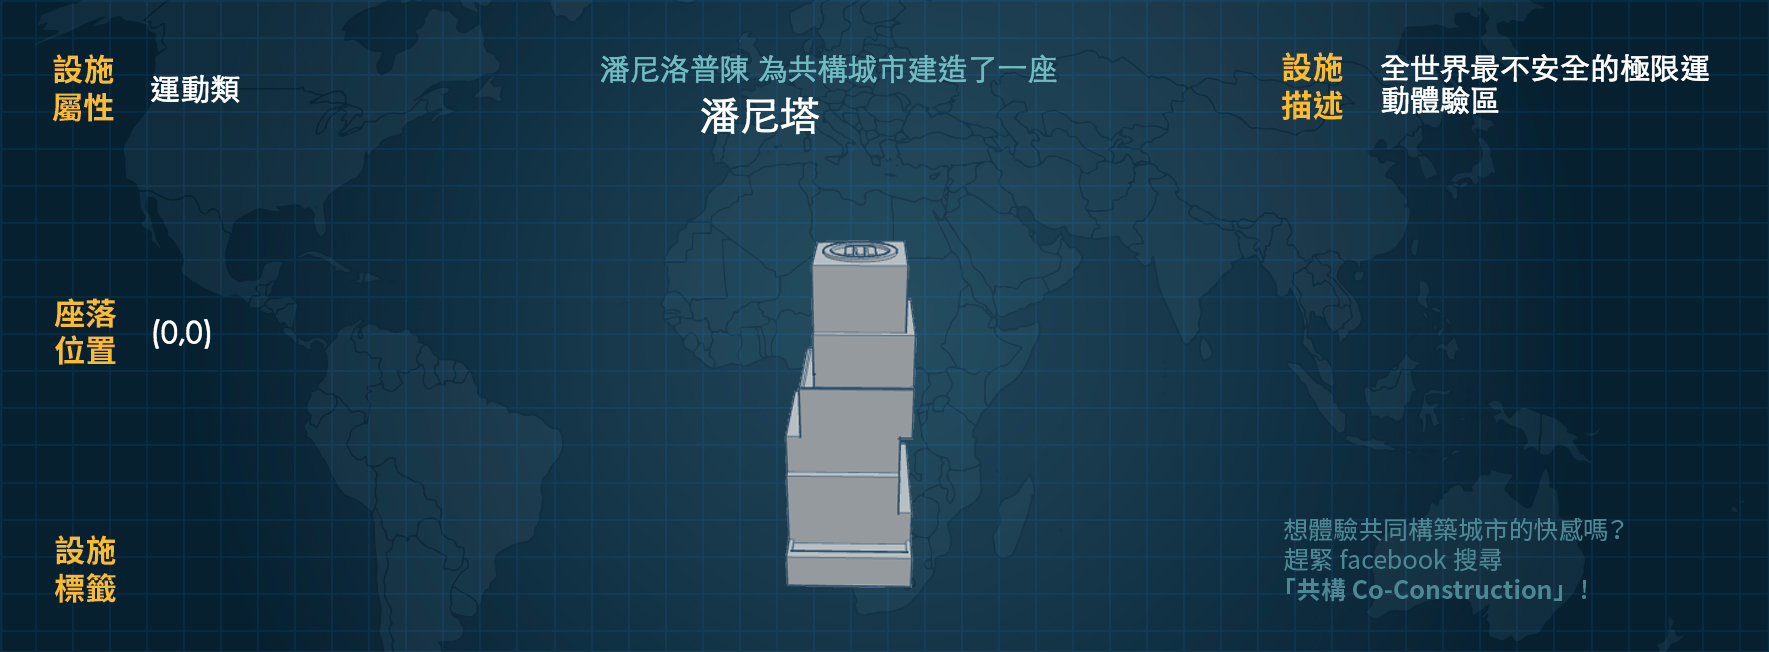 設施
屬性
運動類
潘尼洛普陳 為共構城市建造了一座
潘尼塔
設施
描述
全世界最不安全的極限運
動體驗區
座落
位置
(0,0)
設施
標籤
想體驗共同構築城市的快感嗎？
趕緊 facebook 搜尋
「共構 Co-Construction」！